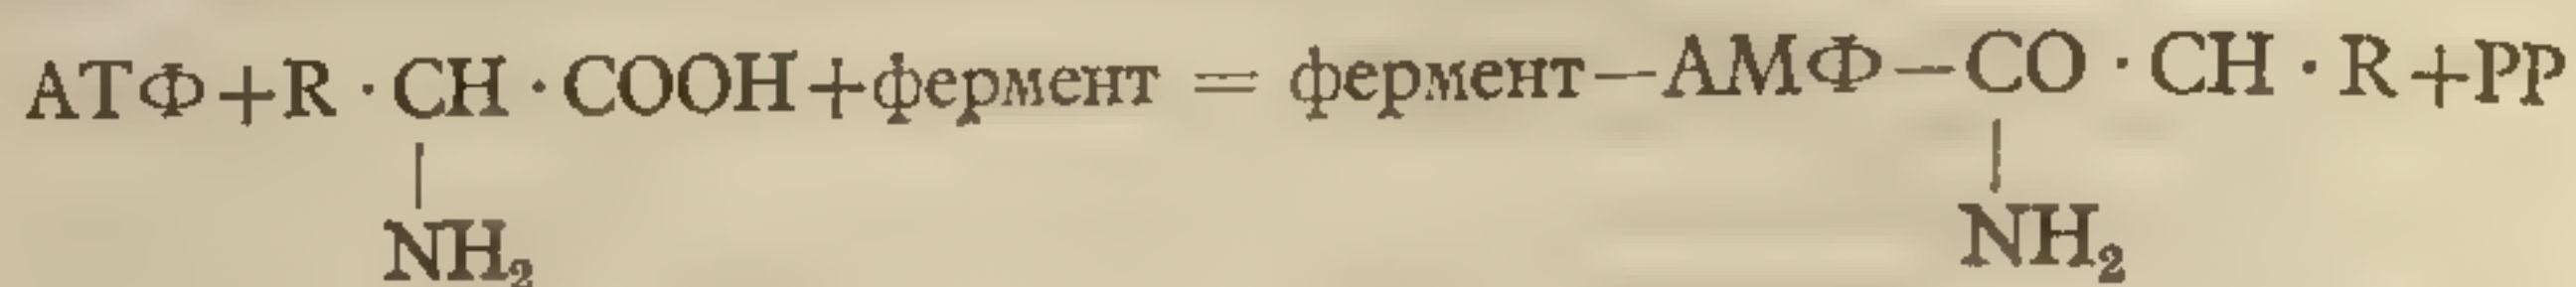 АТФ+R·CH·COOH+фермент = фермент—АМФ—CO·CH·R+PP
| |
NH₂ NH₂